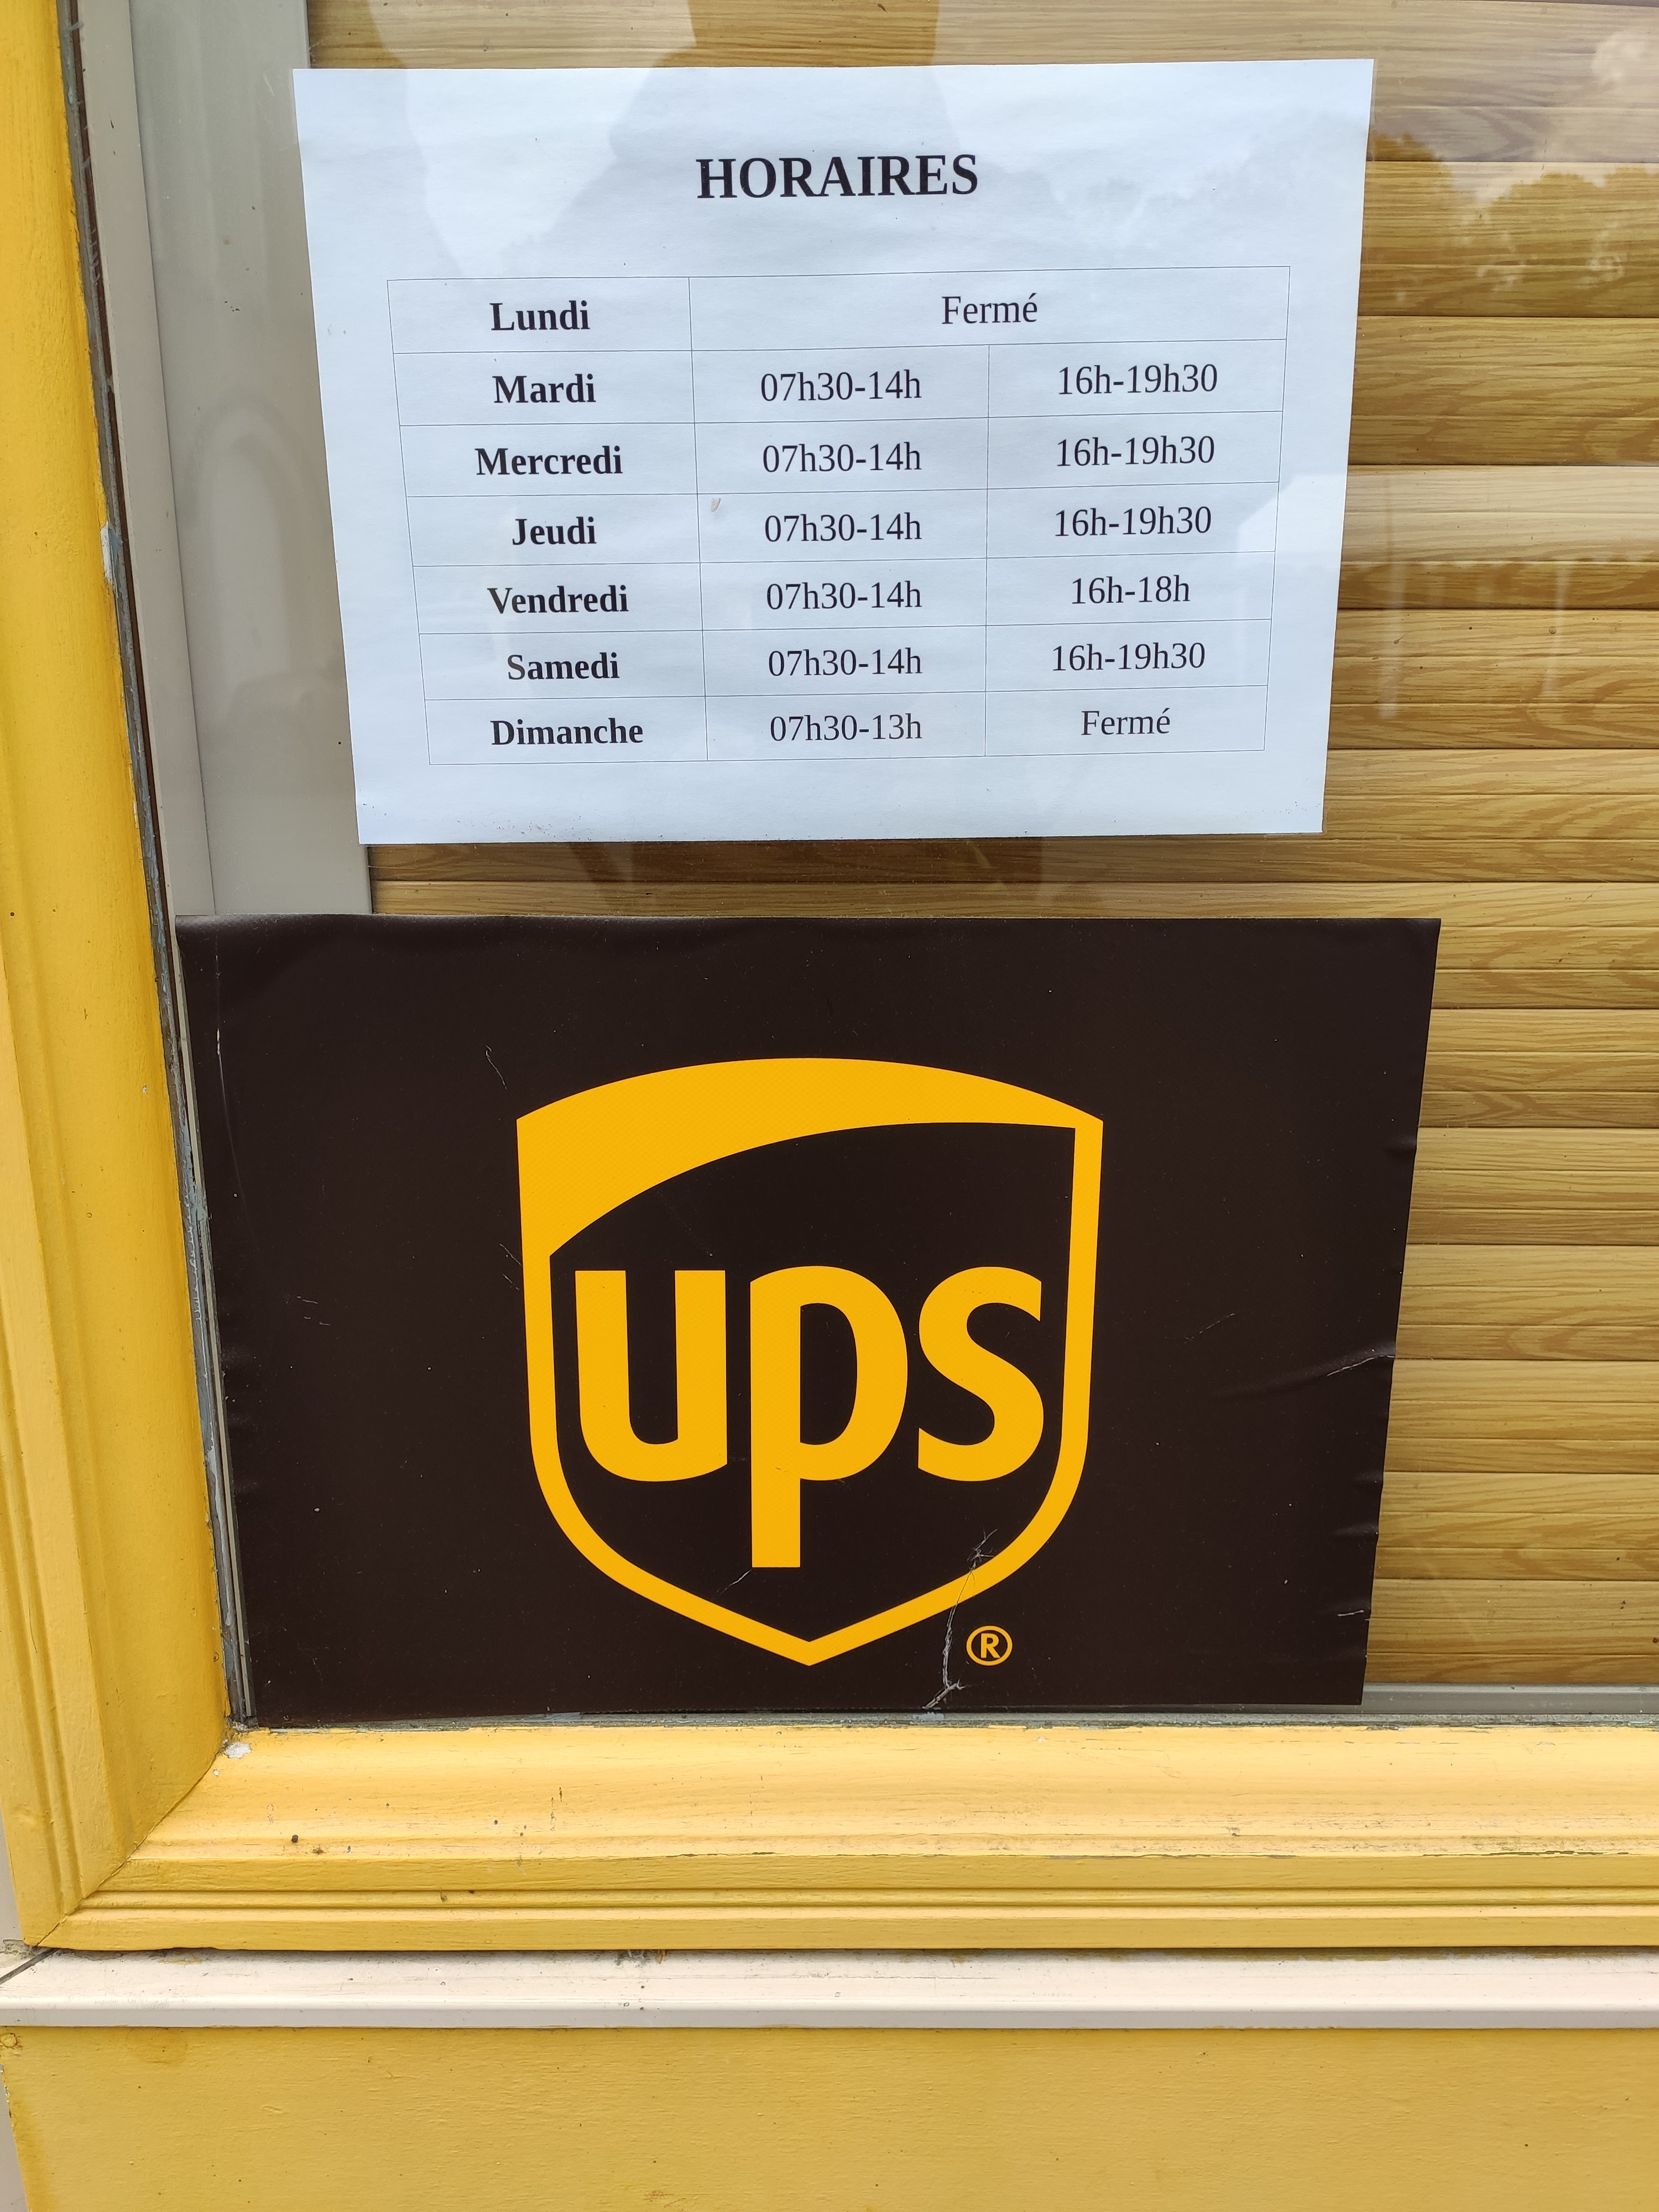 HORAIRES
Lundi Fermé
Mardi 07h30-14h 16h-19h30
Mercredi 07h30-14h 16h-19h30
Jeudi 07h30-14h 16h-19h30
Vendredi 07h30-14h 16h-18h
Samedi 07h30-14h 16h-19h30
Dimanche 07h30-13h Fermé
ups
®